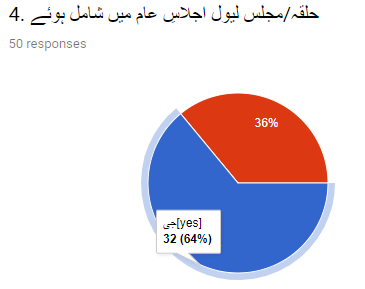 4. حلقہ/مجلس لیول اجلاسِ عام میں شامل ہوئے
50 responses
36%
جی[yes]
32 (64%)